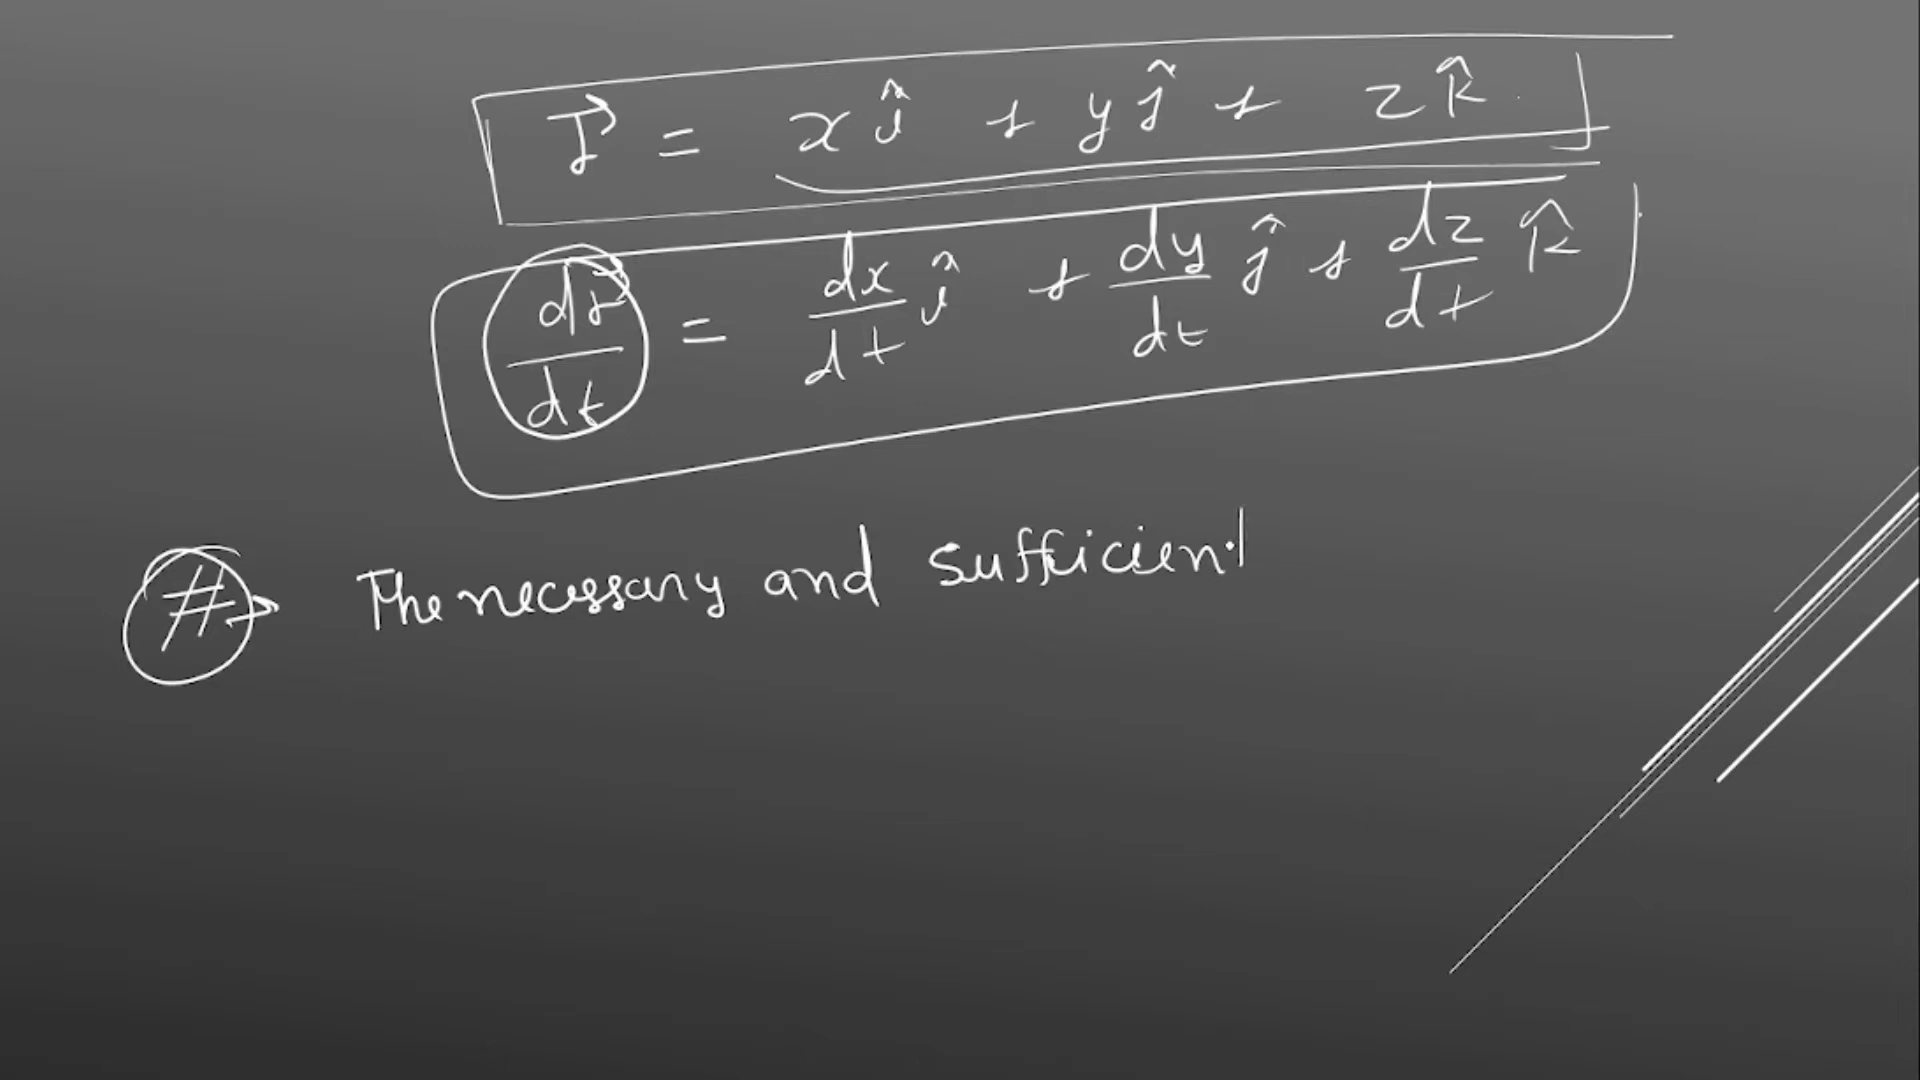 r⃗ = x î + y ĵ + z k̂
dr⃗/dt = dx/dt î + dy/dt ĵ + dz/dt k̂
#→ The necessary and sufficient